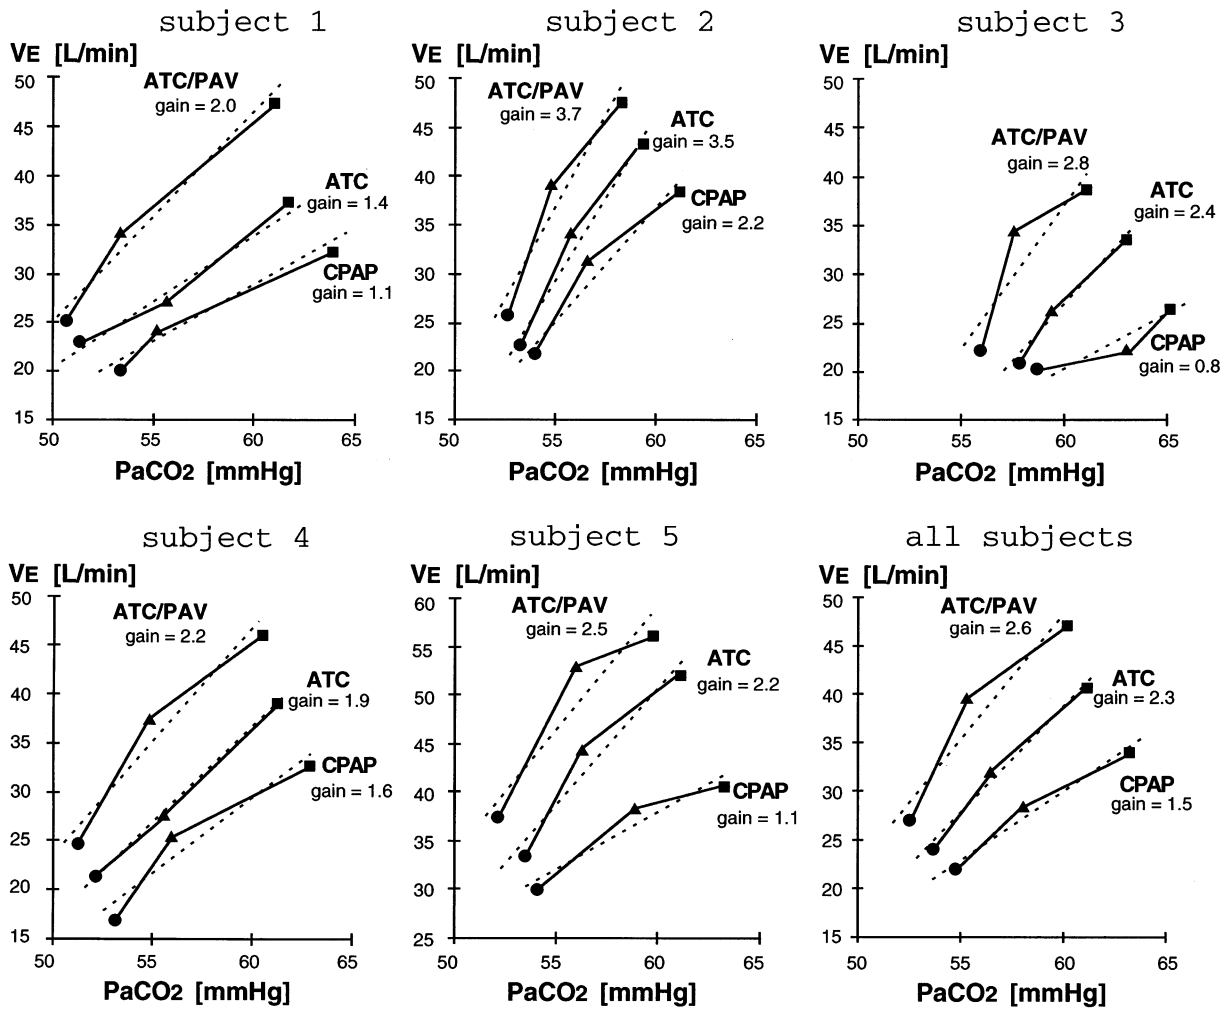 subject 1
VE [L/min]
50
ATC/PAV
gain = 2.0
45
40
ATC
gain = 1.4
35
30
CPAP
gain = 1.1
25
20
15
50 55 60 65
PaCO2 [mmHg]
subject 2
VE [L/min]
50
ATC/PAV
gain = 3.7
45
ATC
gain = 3.5
40
CPAP
gain = 2.2
35
30
25
20
15
50 55 60 65
PaCO2 [mmHg]
subject 3
VE [L/min]
50
45
ATC/PAV
gain = 2.8
40
ATC
gain = 2.4
35
30
25
CPAP
gain = 0.8
20
15
50 55 60 65
PaCO2 [mmHg]
subject 4
VE [L/min]
50
ATC/PAV
gain = 2.2
45
40
ATC
gain = 1.9
35
CPAP
gain = 1.6
30
25
20
15
50 55 60 65
PaCO2 [mmHg]
subject 5
VE [L/min]
60
ATC/PAV
gain = 2.5
55
ATC
gain = 2.2
50
45
40
CPAP
gain = 1.1
35
30
25
50 55 60 65
PaCO2 [mmHg]
all subjects
VE [L/min]
50
ATC/PAV
gain = 2.6
45
40
ATC
gain = 2.3
35
30
CPAP
gain = 1.5
25
20
15
50 55 60 65
PaCO2 [mmHg]